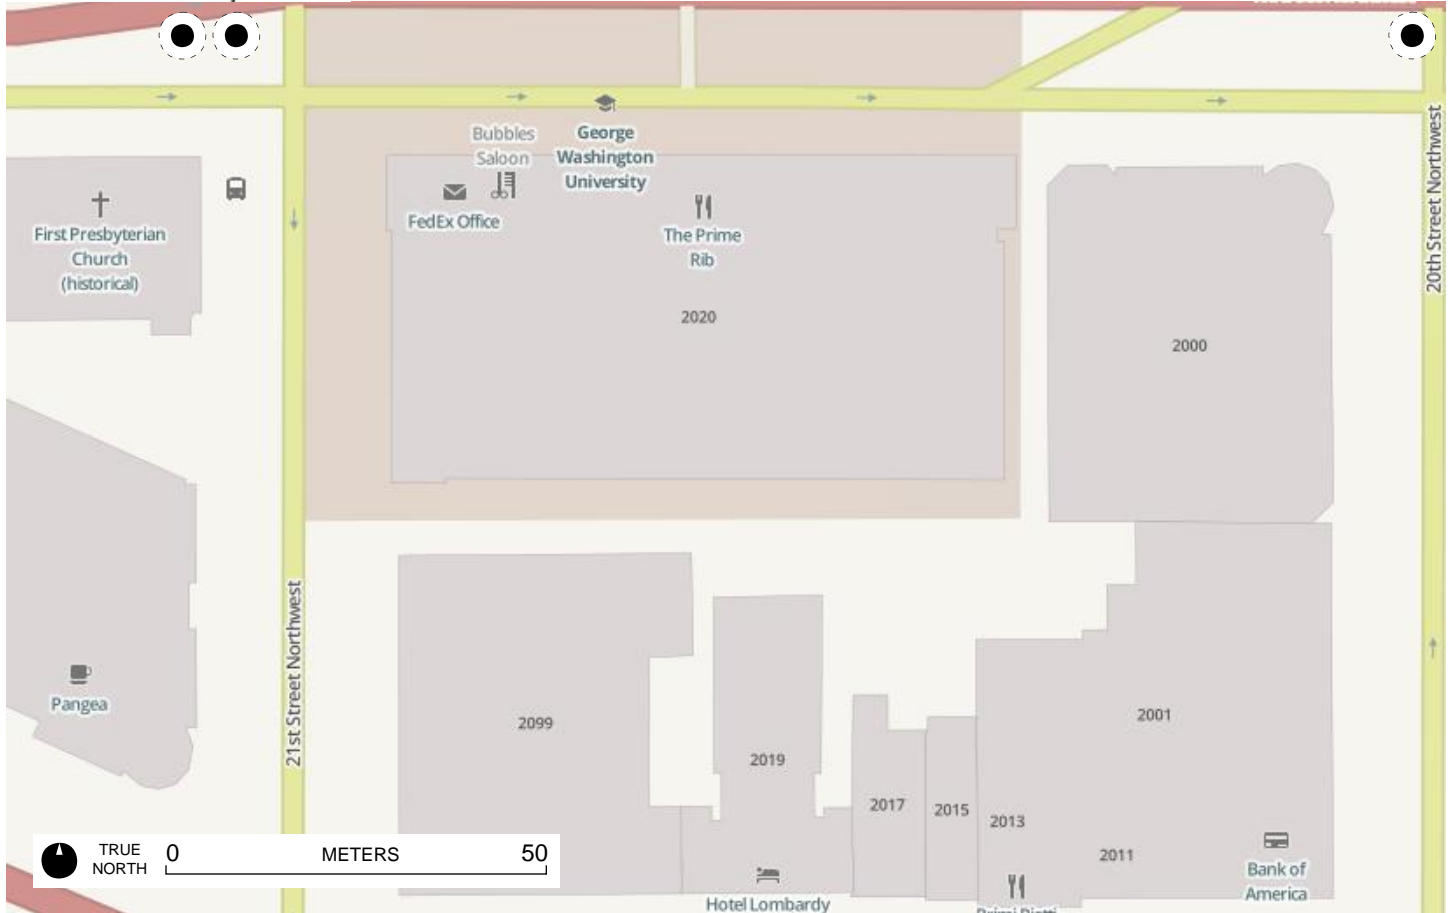 Bubbles
Saloon
George
Washington
University
FedEx Office
The Prime
Rib
First Presbyterian
Church
(historical)
2020
2000
20th Street Northwest
21st Street Northwest
Pangea
2099
2019
2017
2015
2013
2001
2011
Bank of
America
Hotel Lombardy
TRUE
NORTH
0
METERS
50